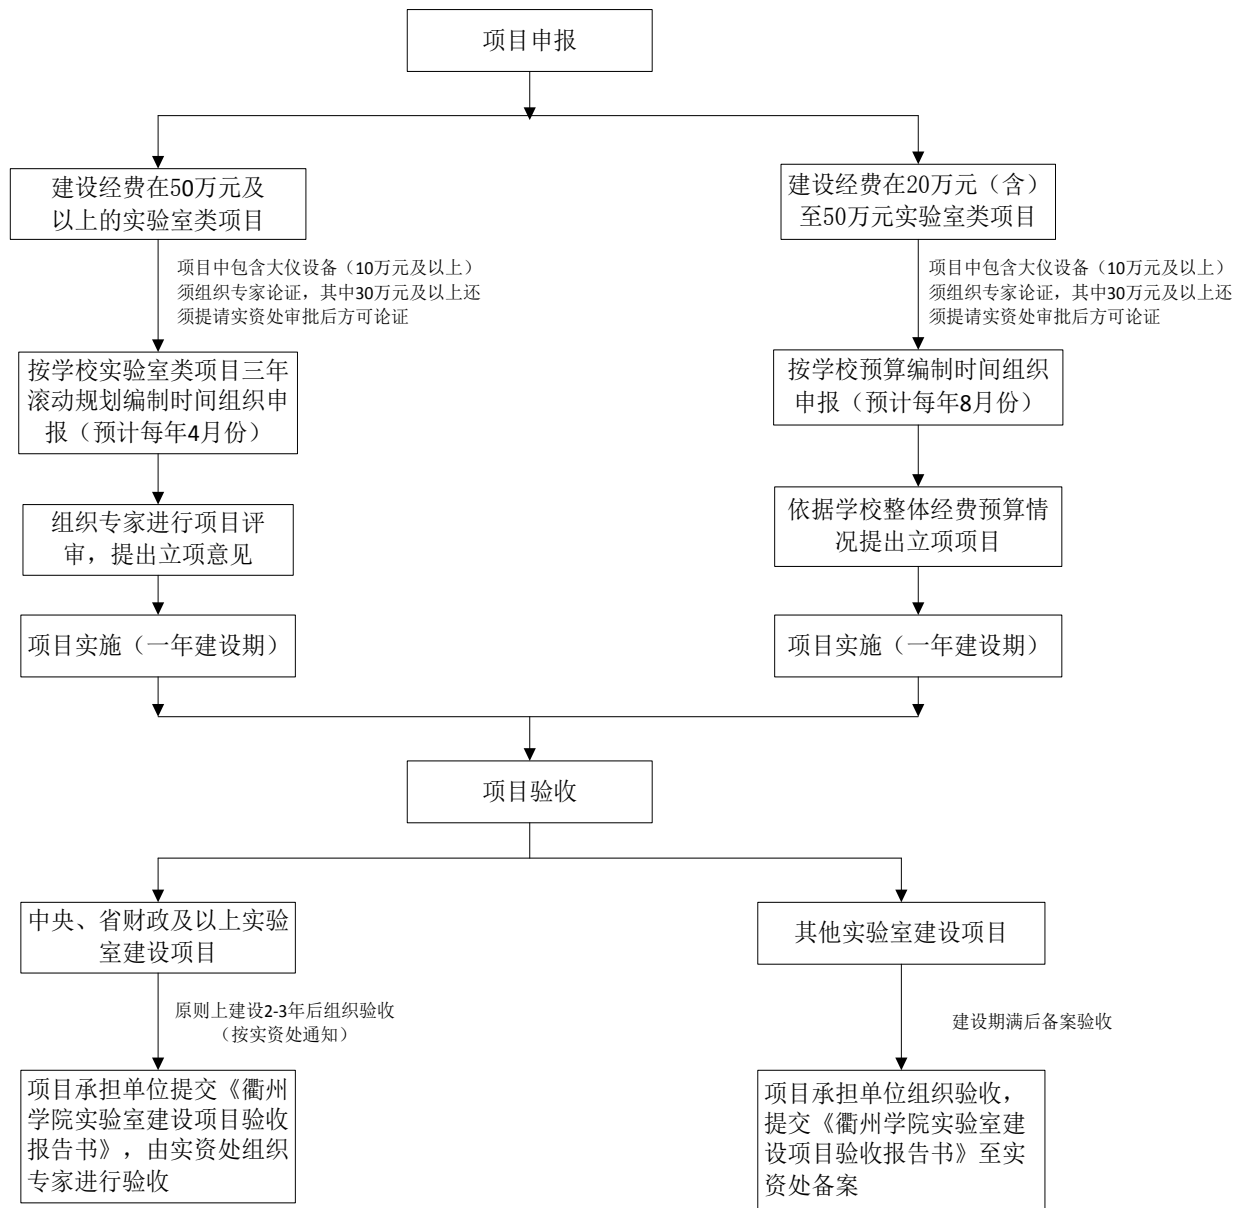 项目申报
建设经费在50万元及
以上的实验室类项目
建设经费在20万元（含）
至50万元实验室类项目
项目中包含大仪设备（10万元及以上）
须组织专家论证，其中30万元及以上还
须提请实资处审批后方可论证
项目中包含大仪设备（10万元及以上）
须组织专家论证，其中30万元及以上还
须提请实资处审批后方可论证
按学校实验室类项目三年
滚动规划编制时间组织申
报（预计每年4月份）
按学校预算编制时间组织
申报（预计每年8月份）
组织专家进行项目评
审，提出立项意见
依据学校整体经费预算情
况提出立项项目
项目实施（一年建设期）
项目实施（一年建设期）
项目验收
中央、省财政及以上实验
室建设项目
其他实验室建设项目
原则上建设2-3年后组织验收
（按实资处通知）
建设期满后备案验收
项目承担单位提交《衢州
学院实验室建设项目验收
报告书》，由实资处组织
专家进行验收
项目承担单位组织验收，
提交《衢州学院实验室建
设项目验收报告书》至实
资处备案